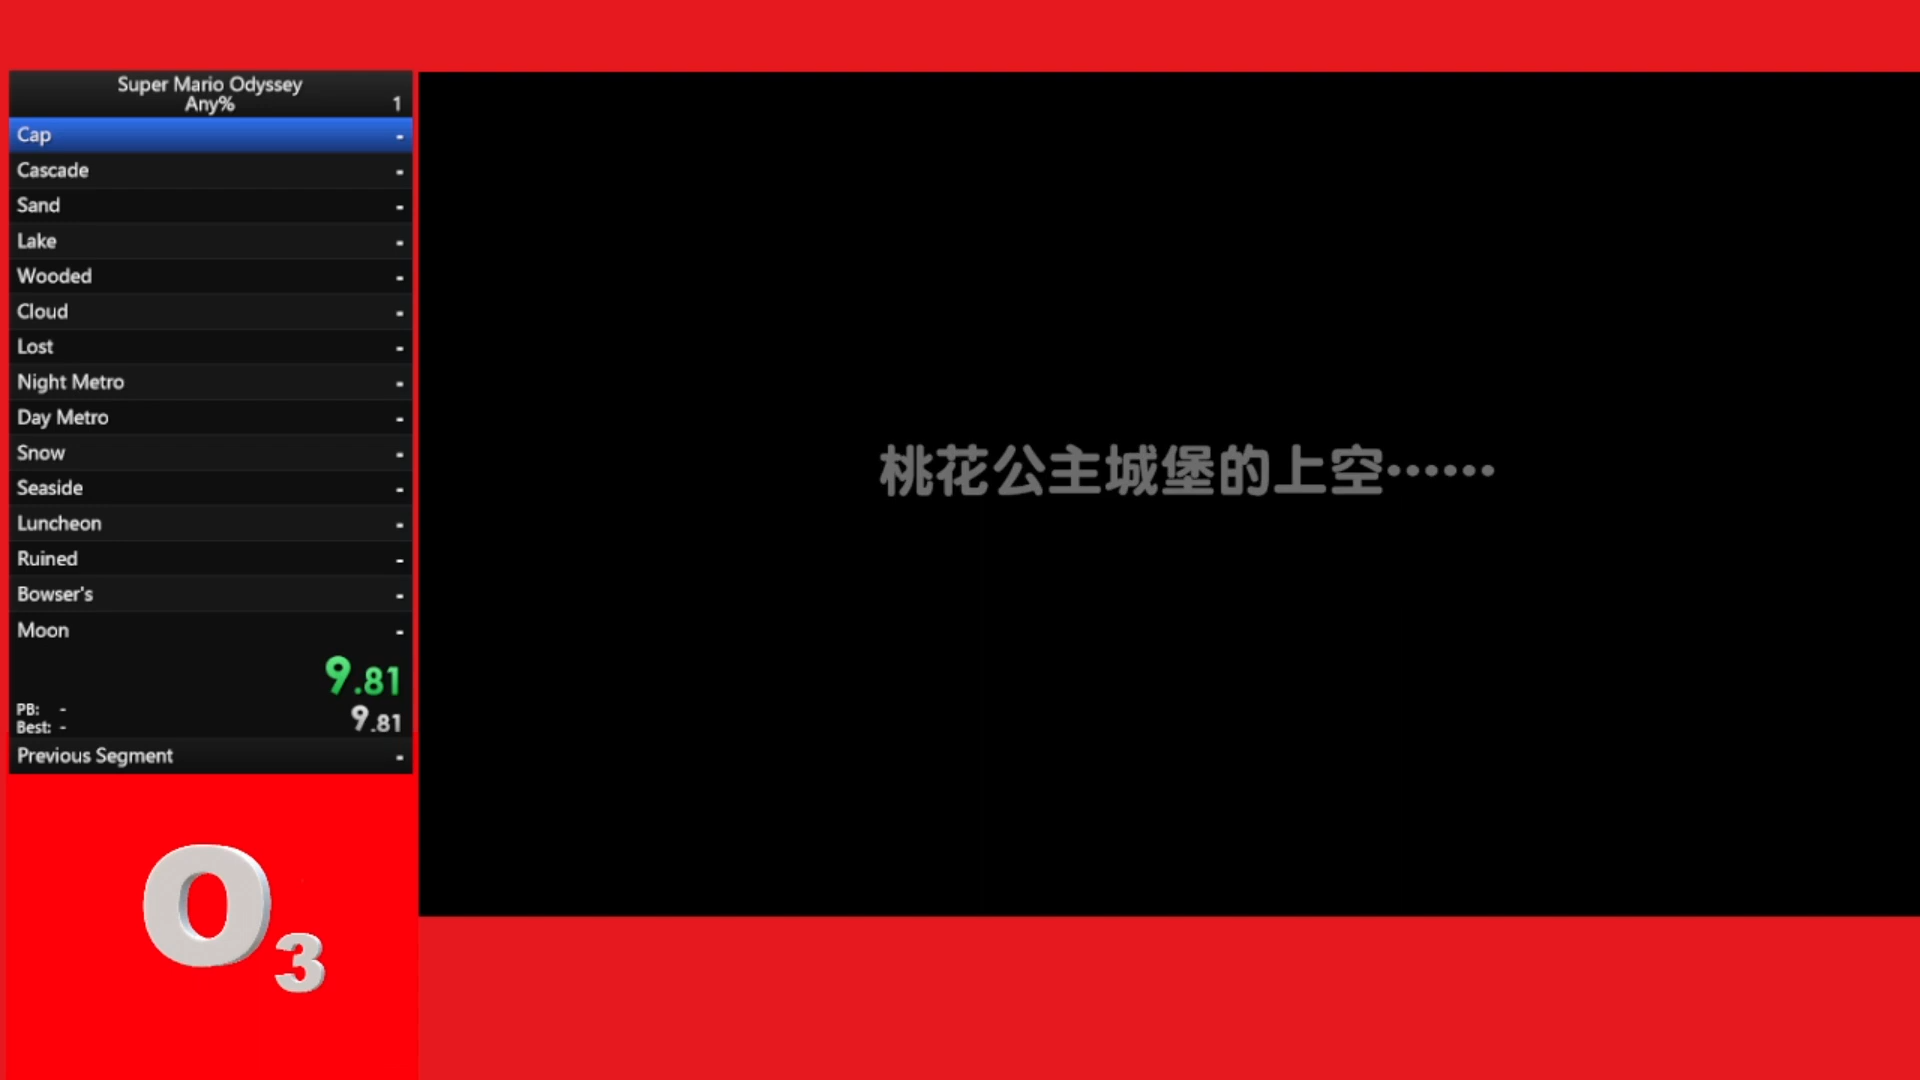 Super Mario Odyssey
Any% 1
Cap -
Cascade -
Sand -
Lake -
Wooded -
Cloud -
Lost -
Night Metro -
Day Metro -
Snow -
Seaside -
Luncheon -
Ruined -
Bowser's -
Moon -
9.81
PB: -
Best: -
9.81
Previous Segment -
O3
桃花公主城堡的上空······